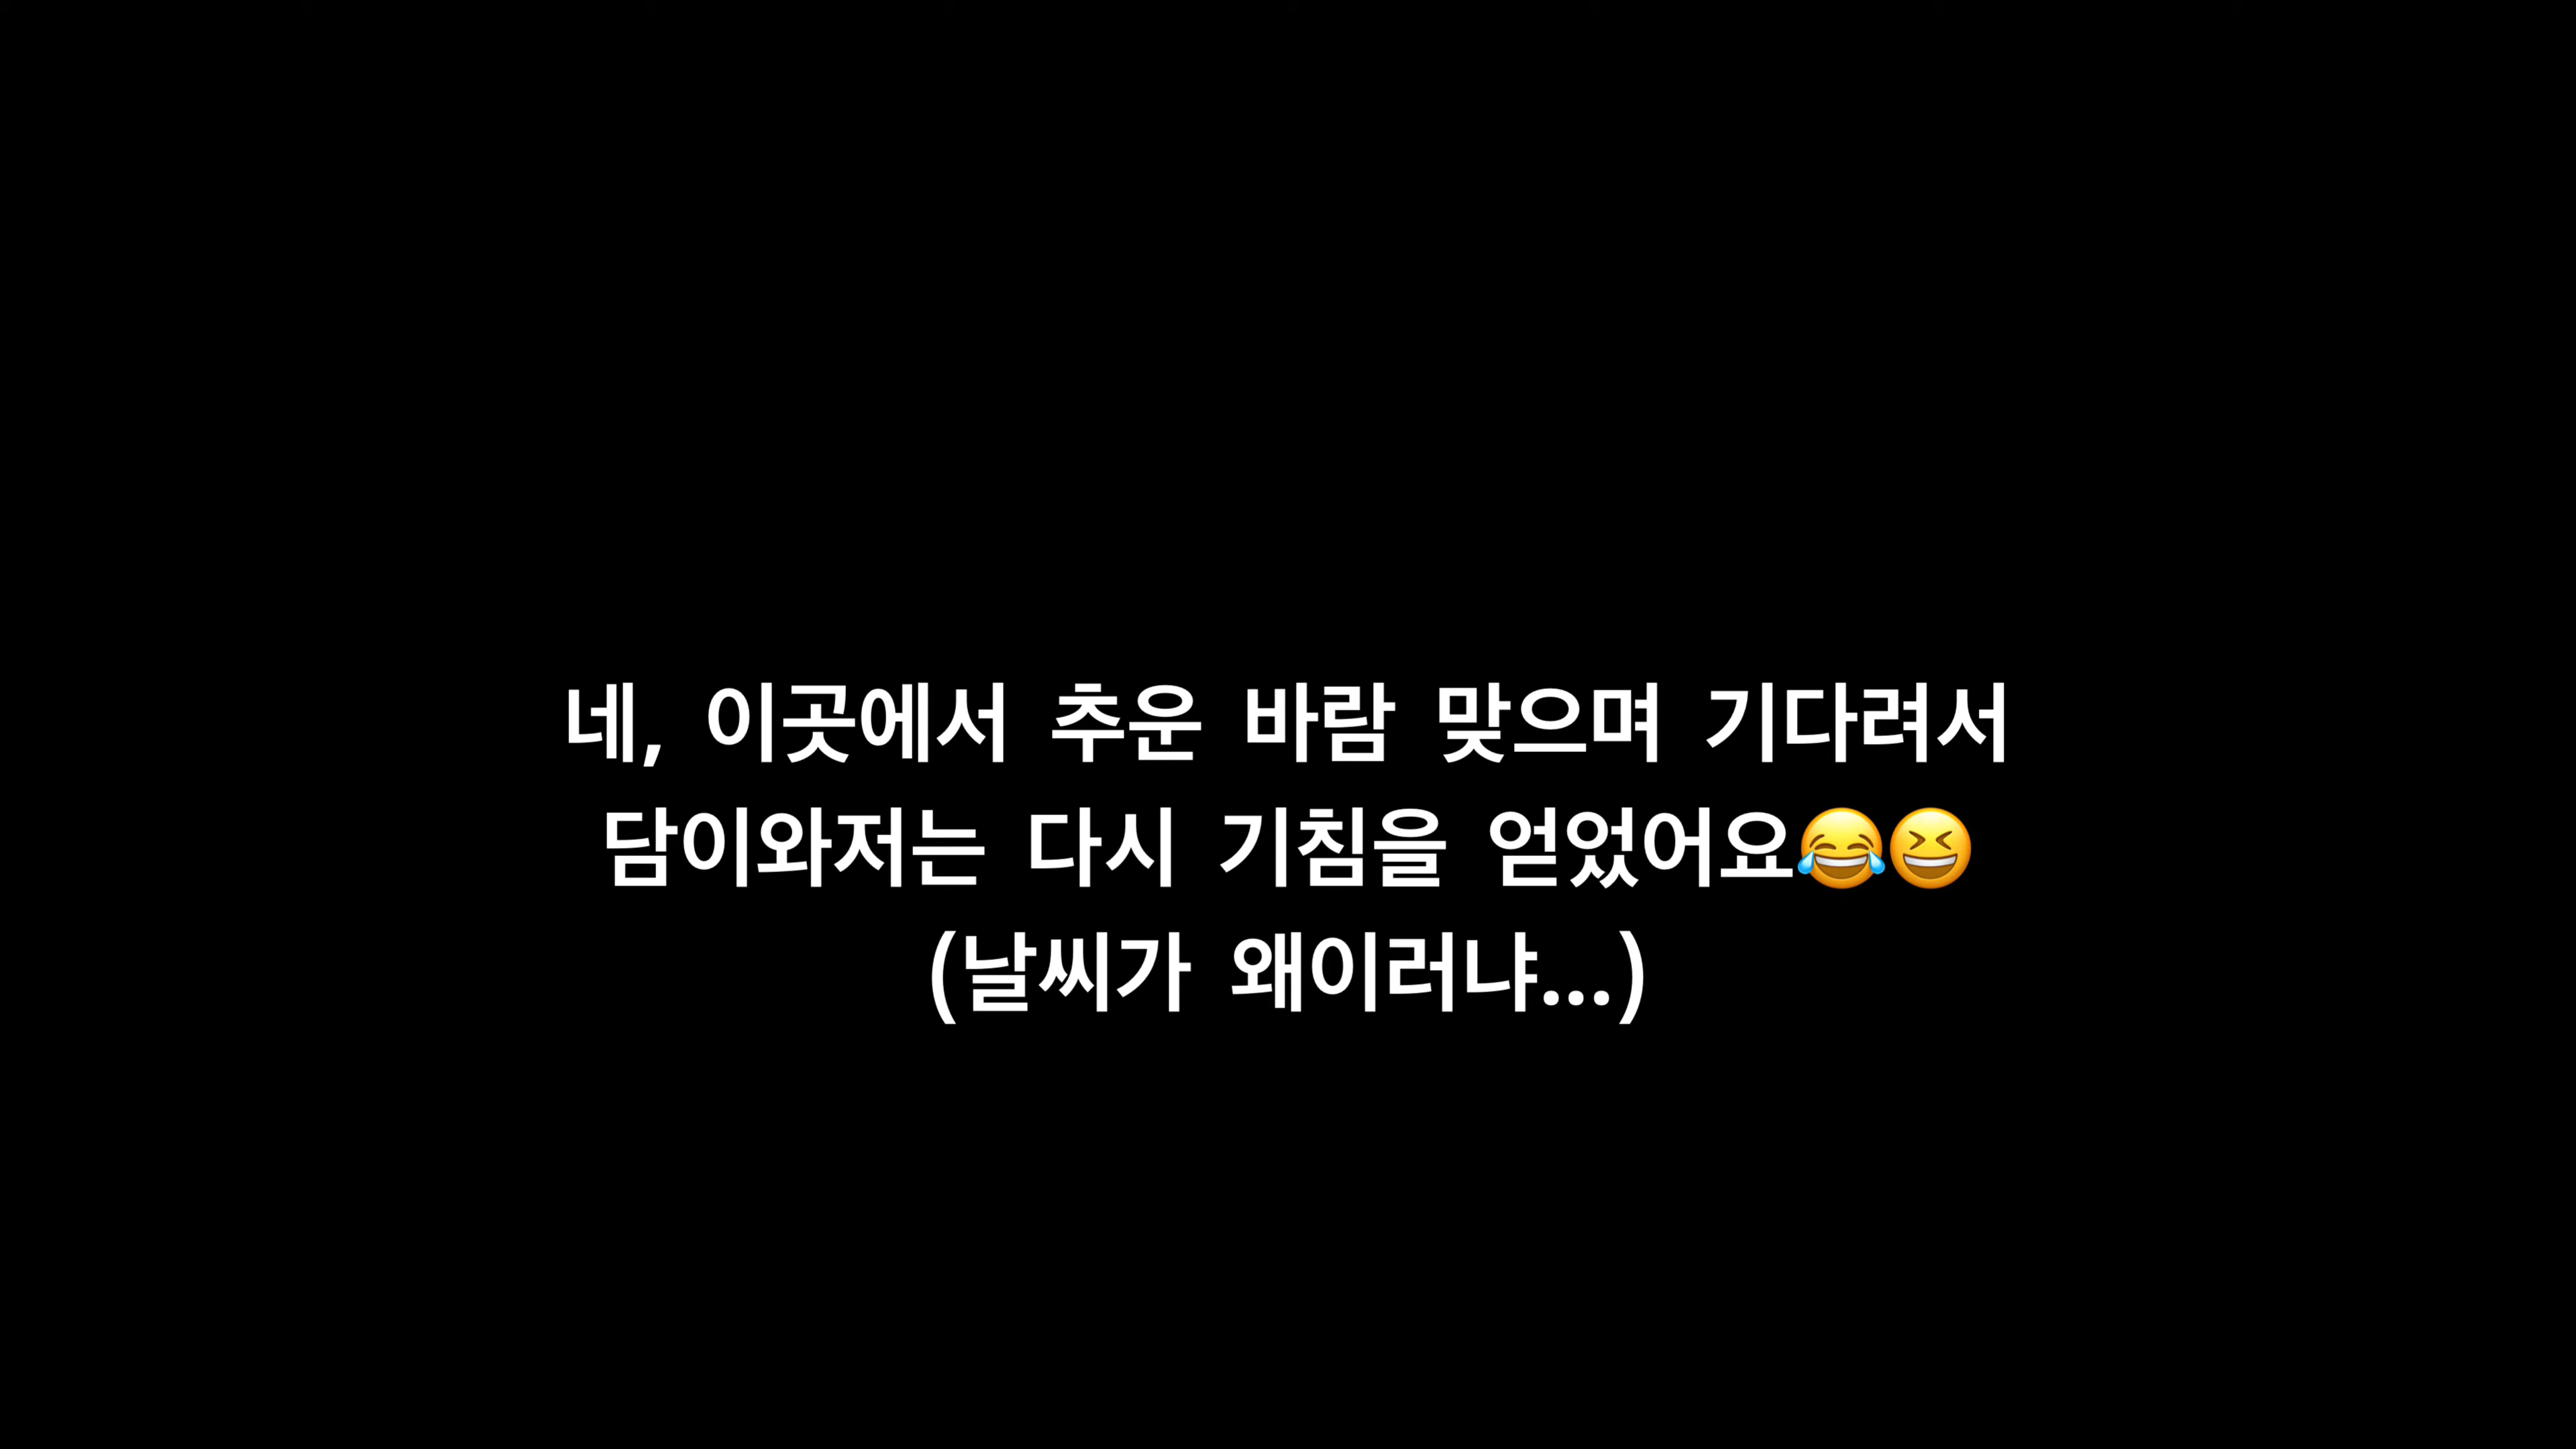 네, 이곳에서 추운 바람 맞으며 기다려서
담이와저는 다시 기침을 얻었어요😂😆
(날씨가 왜이러냐...)